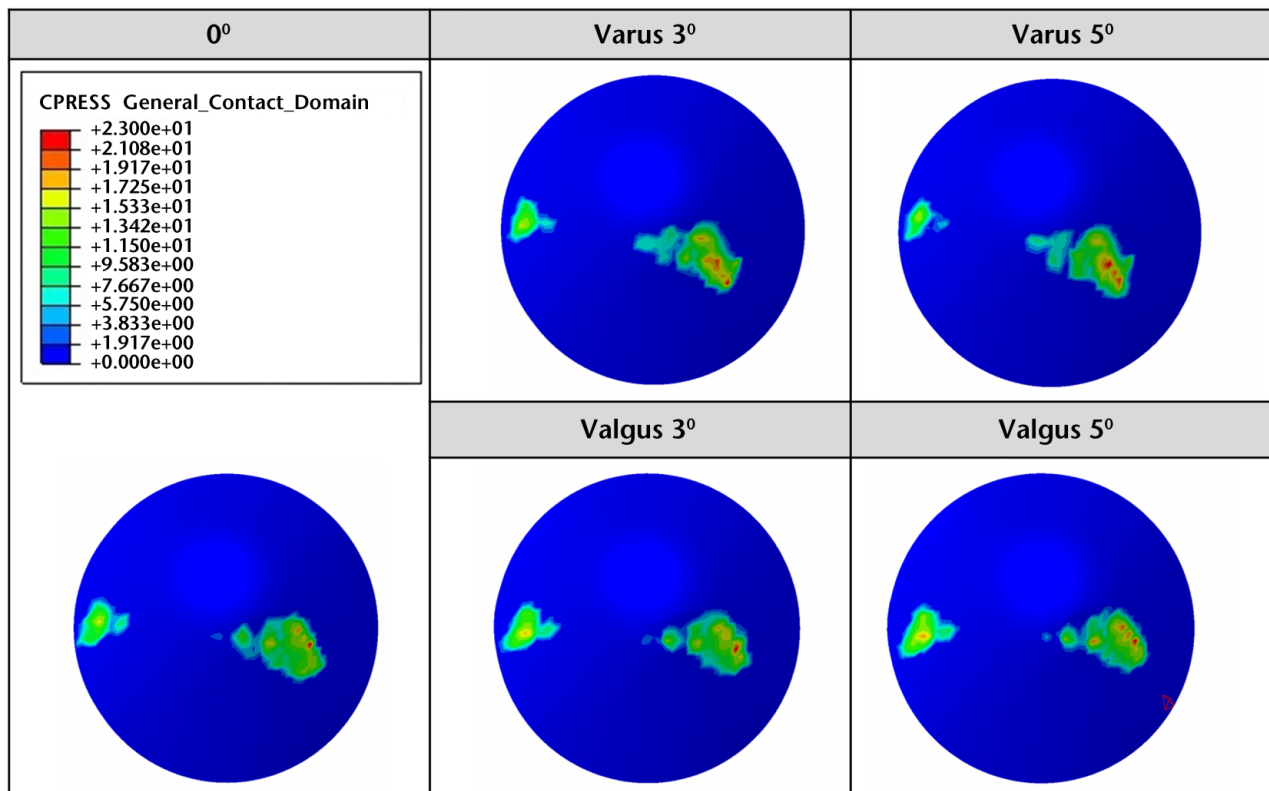 0⁰
Varus 3⁰
Varus 5⁰
CPRESS General_Contact_Domain
+2.300e+01
+2.108e+01
+1.917e+01
+1.725e+01
+1.533e+01
+1.342e+01
+1.150e+01
+9.583e+00
+7.667e+00
+5.750e+00
+3.833e+00
+1.917e+00
+0.000e+00
Valgus 3⁰
Valgus 5⁰